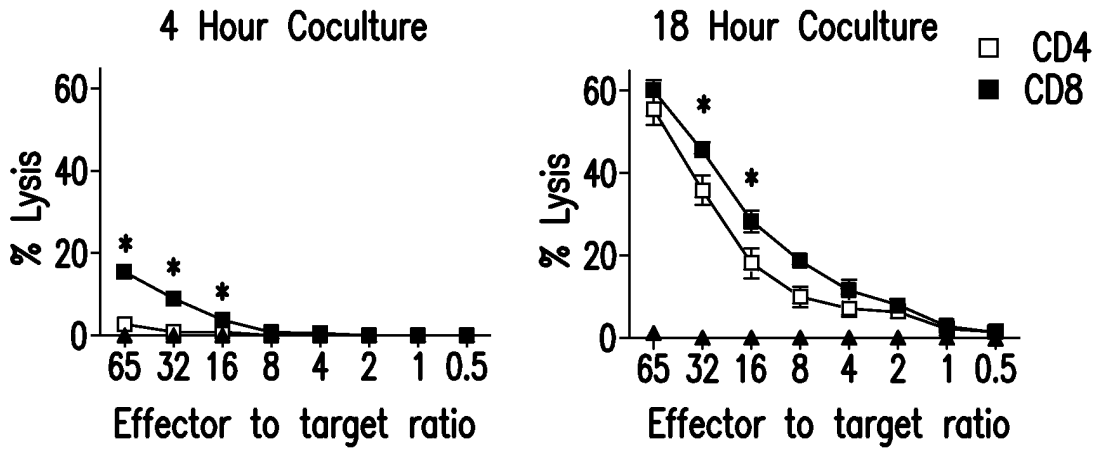 4 Hour Coculture
% Lysis
60
40
20
0
* * *
65 32 16 8 4 2 1 0.5
Effector to target ratio
18 Hour Coculture
CD4
CD8
% Lysis
60
40
20
0
* *
65 32 16 8 4 2 1 0.5
Effector to target ratio